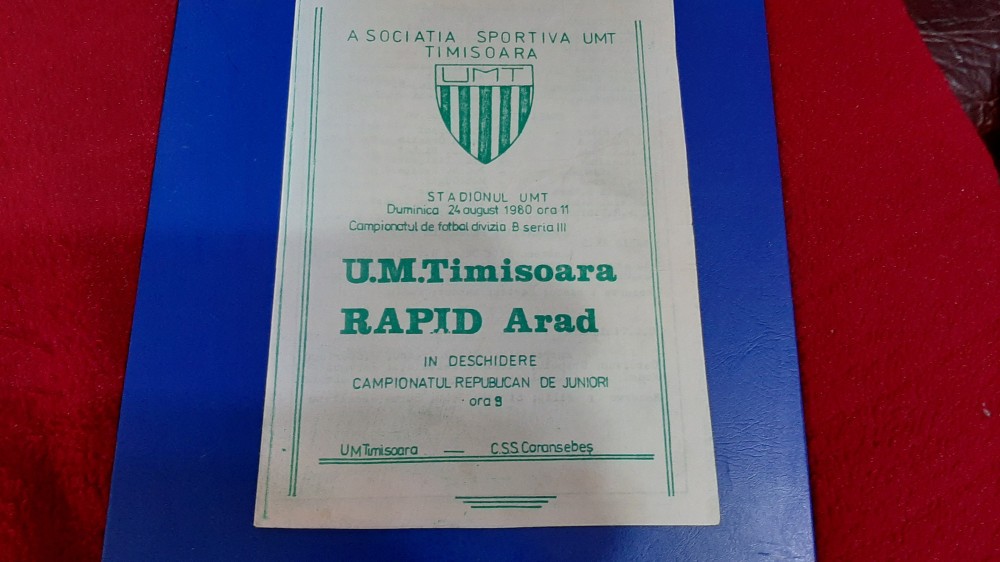 ASOCIATIA SPORTIVA UMT
TIMISOARA
UMT
STADIONUL UMT
Duminica 24 august 1980 ora 11
Campionatul de fotbal divizia B seria III
U.M.Timisoara
RAPID Arad
IN DESCHIDERE
CAMPIONATUL REPUBLICAN DE JUNIORI
ora 9
UMTimisoara — C.S.S. Caransebeş